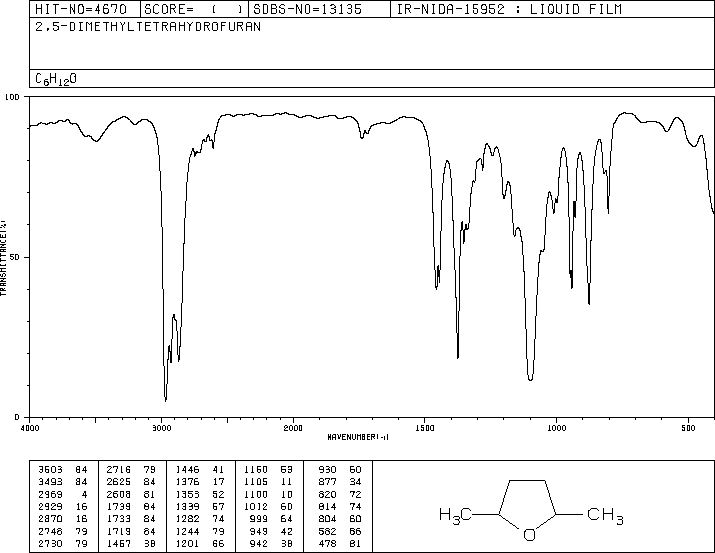 HIT-NO=4670 SCORE= ( ) SDBS-NO=13135 IR-NIDA-15952 : LIQUID FILM
2,5-DIMETHYLTETRAHYDROFURAN
C6H12O
100
50
0
TRANSMITTANCE(%)
4000 3000 2000 1500 1000 500
WAVENUMBER(-1)
3503 84 2716 79 1446 41 1160 53 930 60
3493 84 2625 84 1376 17 1105 11 877 34
2969 4 2608 81 1353 52 1100 10 820 72
2929 16 1739 84 1339 57 1012 60 814 74
2870 16 1733 84 1282 74 999 64 804 60
2746 79 1719 84 1244 79 949 42 582 86
2730 79 1457 38 1201 66 942 38 478 81
H3C O CH3